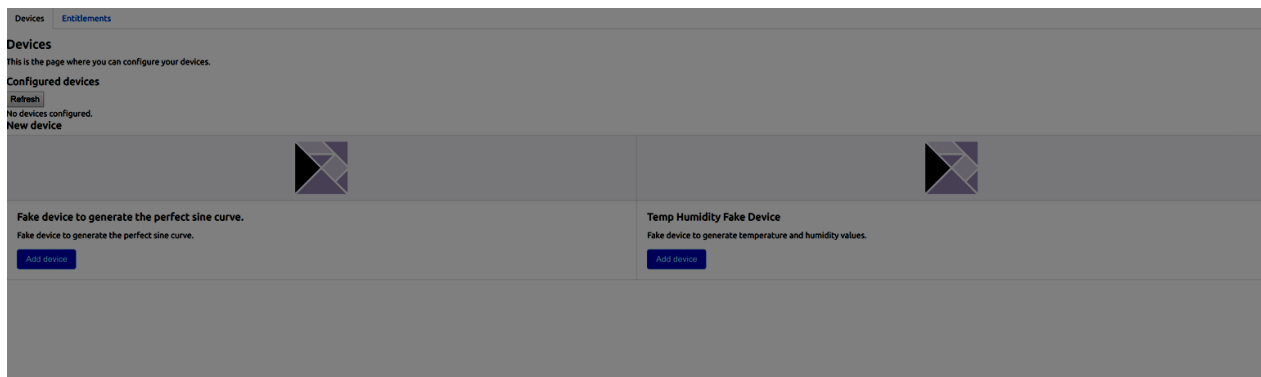 Devices Entitlements
Devices
This is the page where you can configure your devices.
Configured devices
Refresh
No devices configured.
New device
Fake device to generate the perfect sine curve.
Fake device to generate the perfect sine curve.
Add device
Temp Humidity Fake Device
Fake device to generate temperature and humidity values.
Add device